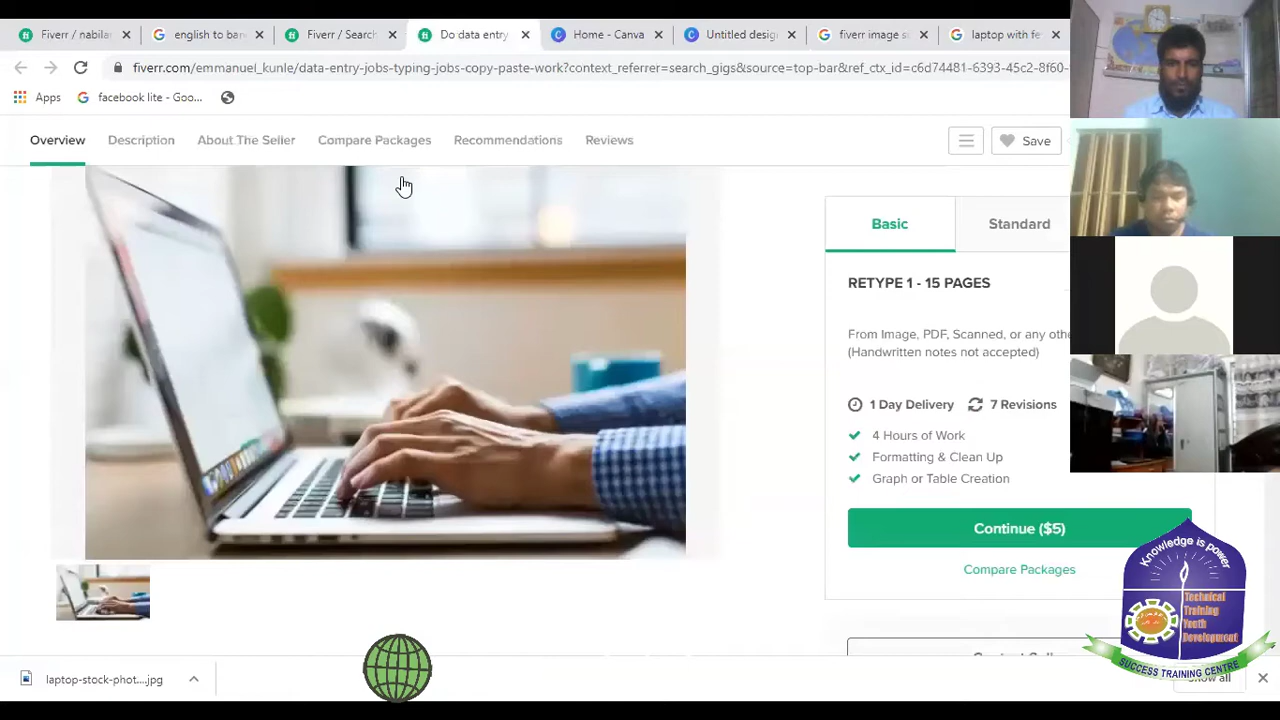 Fiverr / nabila
english to ban
Fiverr / Search
Do data entry
Home - Canva
Untitled desig
fiverr image s
laptop with fe
fiverr.com/emmanuel_kunle/data-entry-jobs-typing-jobs-copy-paste-work?context_referrer=search_gigs&source=top-bar&ref_ctx_id=c6d74481-6393-45c2-8f60-
Apps
facebook lite - Goo...
Overview
Description
About The Seller
Compare Packages
Recommendations
Reviews
Save
Basic
Standard
RETYPE 1 - 15 PAGES
From Image, PDF, Scanned, or any othe
(Handwritten notes not accepted)
1 Day Delivery
7 Revisions
4 Hours of Work
Formatting & Clean Up
Graph or Table Creation
Continue ($5)
Compare Packages
Knowledge is power
Technical
Training
Youth
Development
SUCCESS TRAINING CENTRE
laptop-stock-phot....jpg
Show all